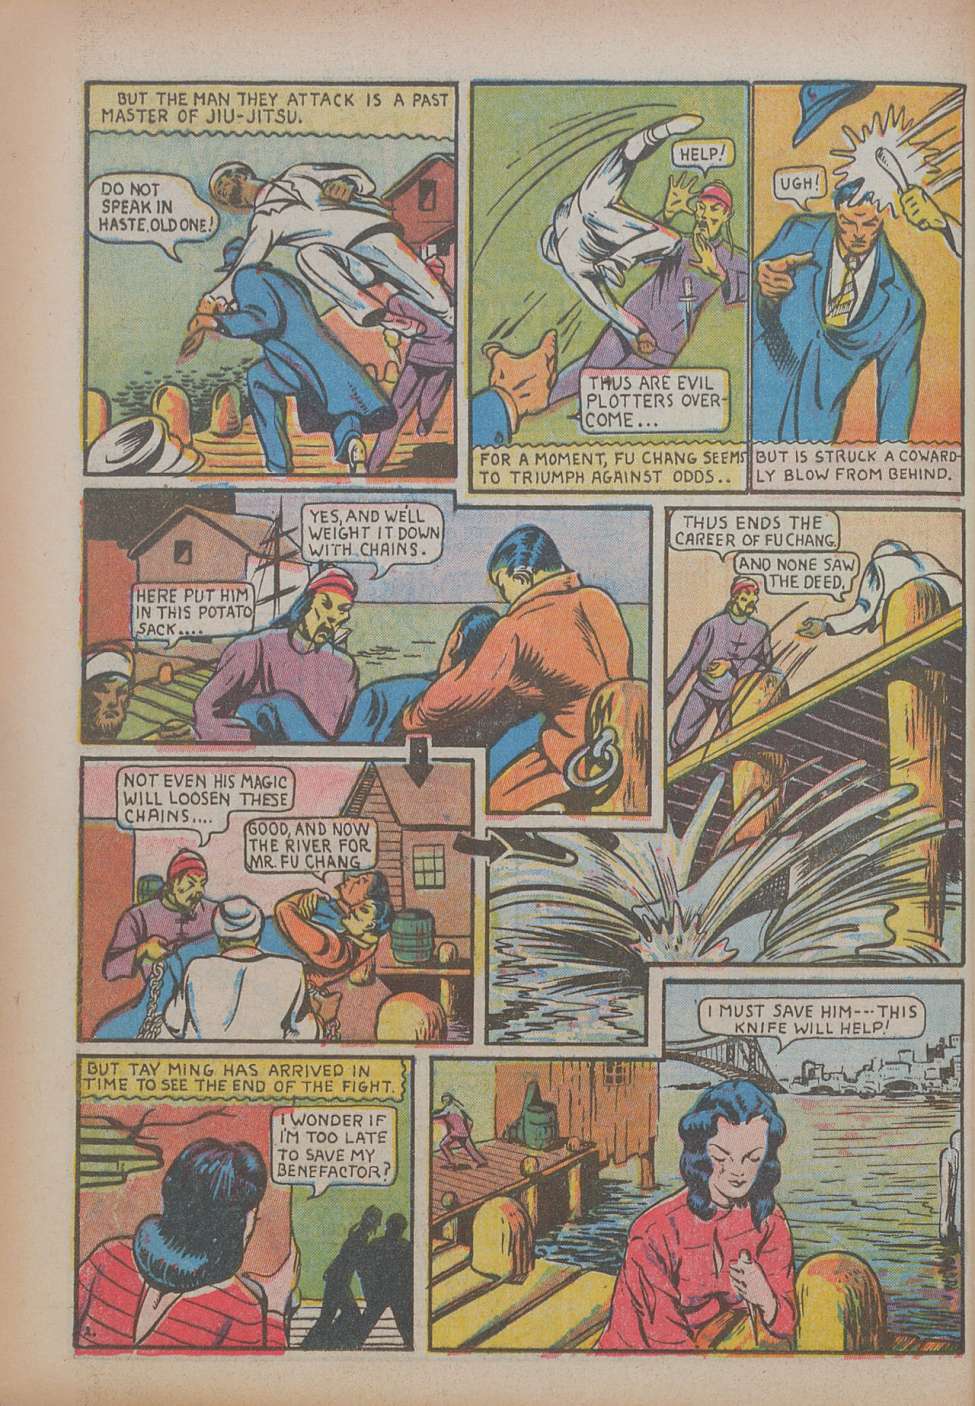 BUT THE MAN THEY ATTACK IS A PAST
MASTER OF JIU-JITSU.
DO NOT
SPEAK IN
HASTE, OLD ONE!
HELP!
THUS ARE EVIL
PLOTTERS OVER-
COME...
FOR A MOMENT, FU CHANG SEEMS
TO TRIUMPH AGAINST ODDS..
UGH!
BUT IS STRUCK A COWARD-
LY BLOW FROM BEHIND.
YES, AND WE'LL
WEIGHT IT DOWN
WITH CHAINS.
HERE PUT HIM
IN THIS POTATO
SACK....
NOT EVEN HIS MAGIC
WILL LOOSEN THESE
CHAINS....
GOOD, AND NOW
THE RIVER FOR
MR. FU CHANG.
THUS ENDS THE
CAREER OF FU CHANG.
AND NONE SAW
THE DEED.
BUT TAY MING HAS ARRIVED IN
TIME TO SEE THE END OF THE FIGHT.
I WONDER IF
I'M TOO LATE
TO SAVE MY
BENEFACTOR?
2.
I MUST SAVE HIM---THIS
KNIFE WILL HELP!